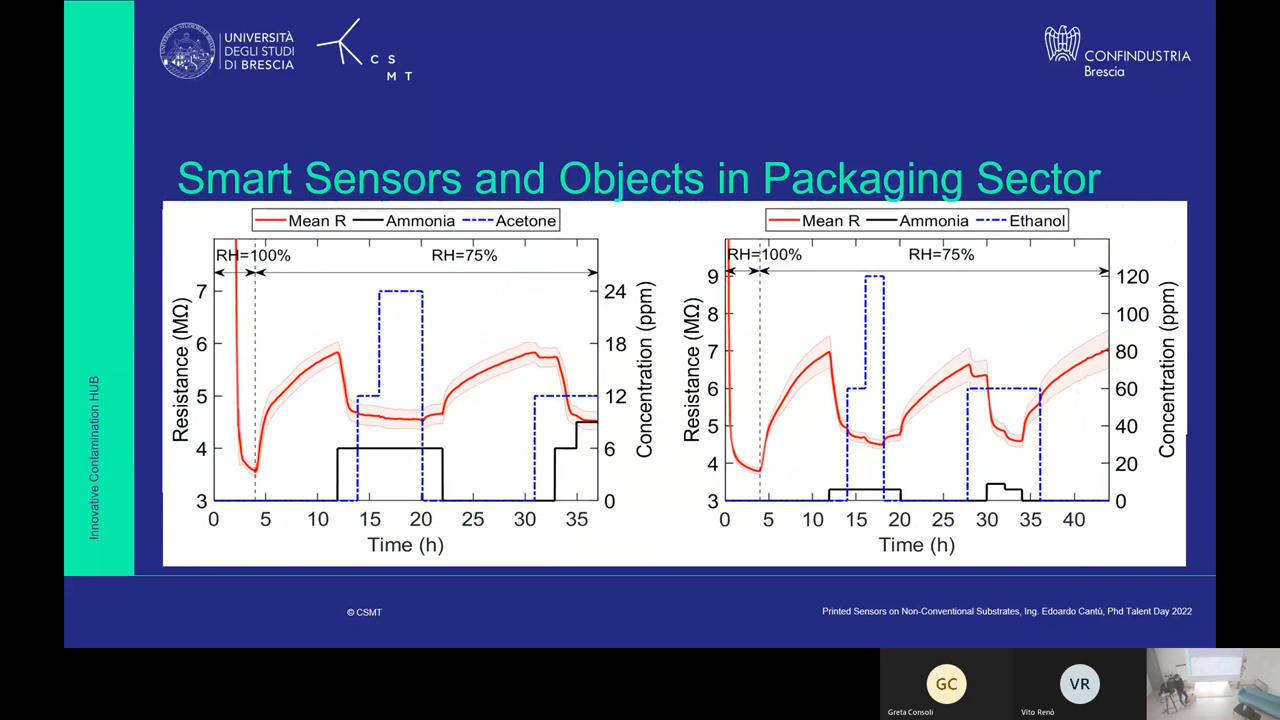 UNIVERSITÀ
DEGLI STUDI
DI BRESCIA
C S
M T
CONFINDUSTRIA
Brescia
Smart Sensors and Objects in Packaging Sector
Mean R Ammonia Acetone
RH=100% RH=75%
Resistance (MΩ)
7
6
5
4
3
24
18
12
6
0
Concentration (ppm)
0 5 10 15 20 25 30 35
Time (h)
Mean R Ammonia Ethanol
RH=100% RH=75%
Resistance (MΩ)
9
8
7
6
5
4
3
120
100
80
60
40
20
0
Concentration (ppm)
0 5 10 15 20 25 30 35 40
Time (h)
Innovative Contamination HUB
© CSMT
Printed Sensors on Non-Conventional Substrates, Ing. Edoardo Cantù, Phd Talent Day 2022
GC
Greta Consoli
VR
Vito Renò